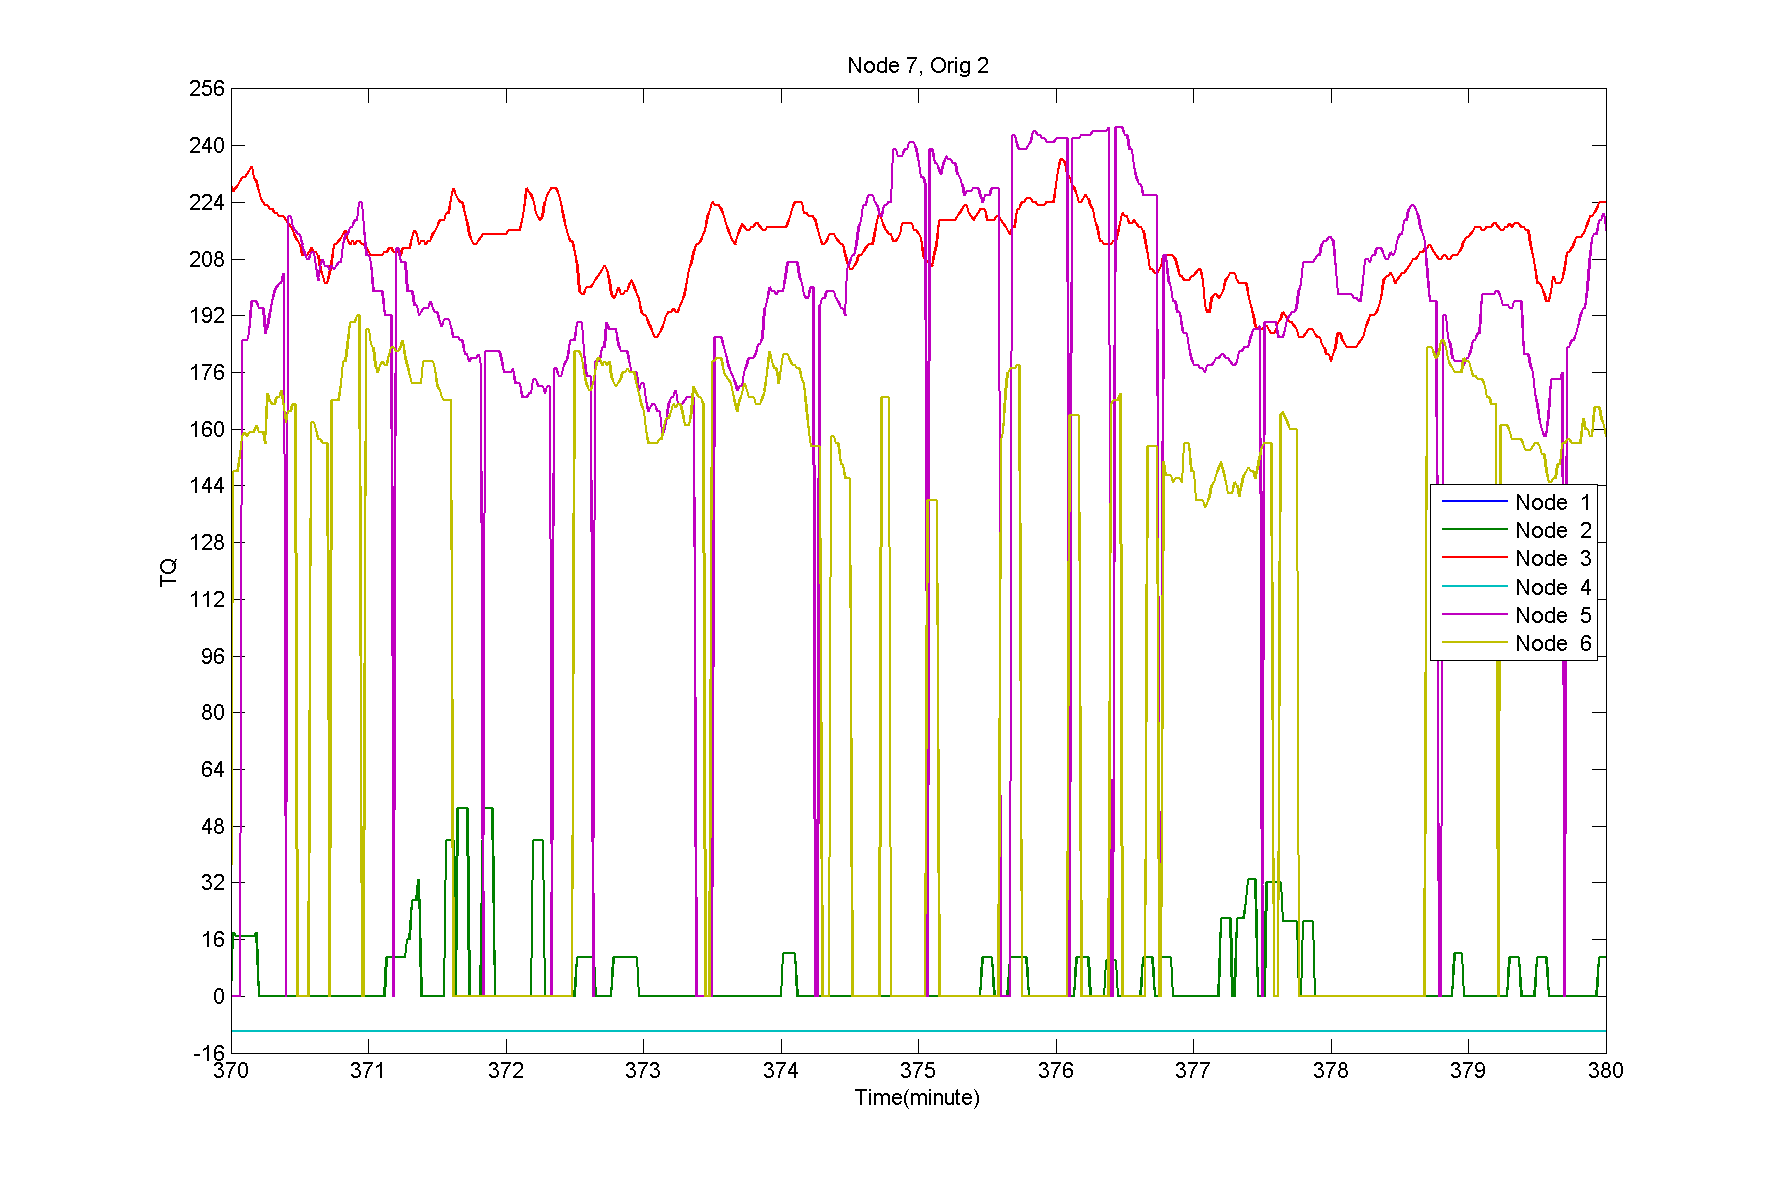 Node 7, Orig 2
256
240
224
208
192
176
160
144
128
112
96
80
64
48
32
16
0
-16
TQ
Node 1
Node 2
Node 3
Node 4
Node 5
Node 6
370 371 372 373 374 375 376 377 378 379 380
Time(minute)